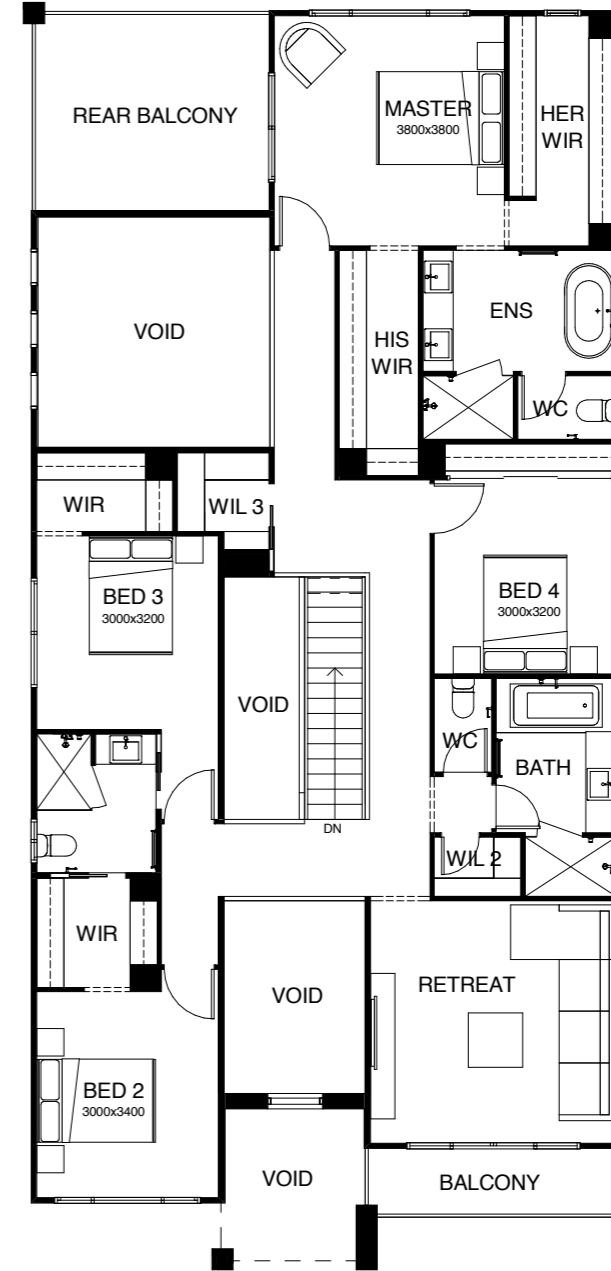 REAR BALCONY
MASTER
3800x3800
HER
WIR
VOID
HIS
WIR
ENS
WC
WIR
WIL 3
BED 3
3000x3200
BED 4
3000x3200
VOID
WC
BATH
DN
WIL 2
WIR
VOID
RETREAT
BED 2
3000x3400
VOID
BALCONY